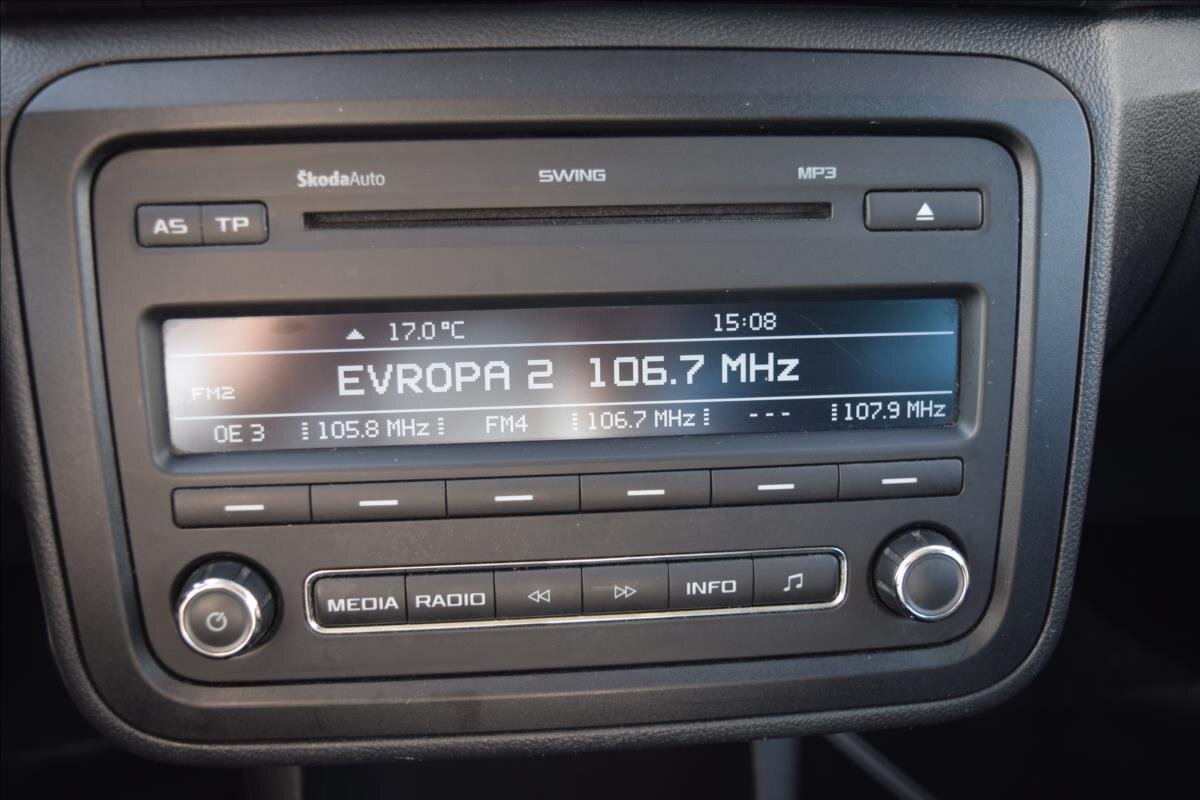 ŠkodaAuto SWING MP3
AS TP
17.0°C 15:08
EVROPA 2 106.7 MHz
FM2
OE 3 105.8 MHz FM4 106.7 MHz --- 107.9 MHz
MEDIA RADIO INFO